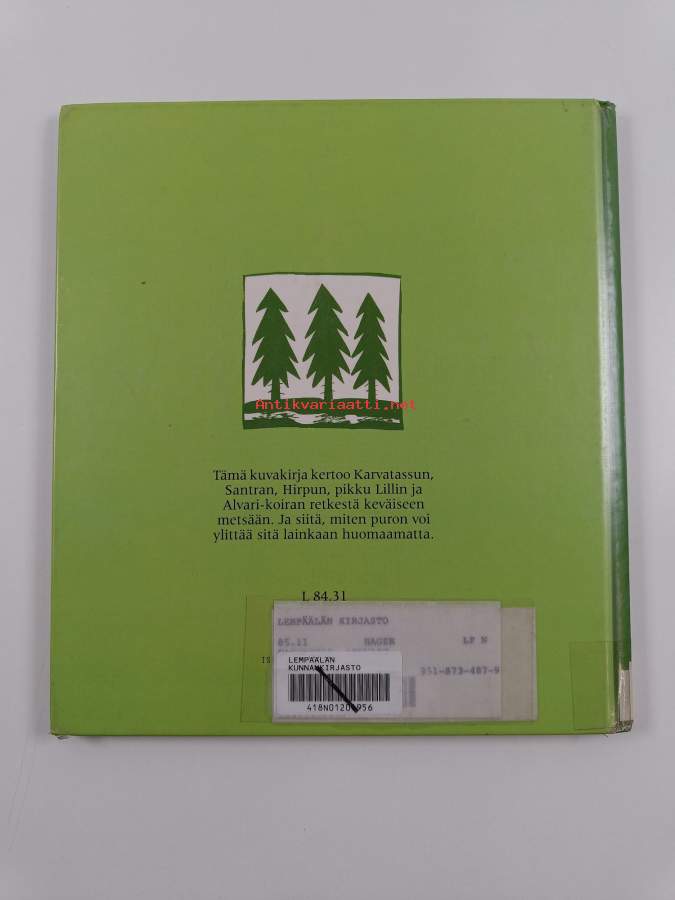 Antikvariaatti.net
Tämä kuvakirja kertoo Karvatassun,
Santran, Hirpun, pikku Lillin ja
Alvari-koiran retkestä keväiseen
metsään. Ja siitä, miten puron voi
ylittää sitä lainkaan huomaamatta.
L 84.31
LEMPÄÄLÄN KIRJASTO
85.11 HAGER LP N
951-873-487-9
LEMPÄÄLÄN
KUNNANKIRJASTO